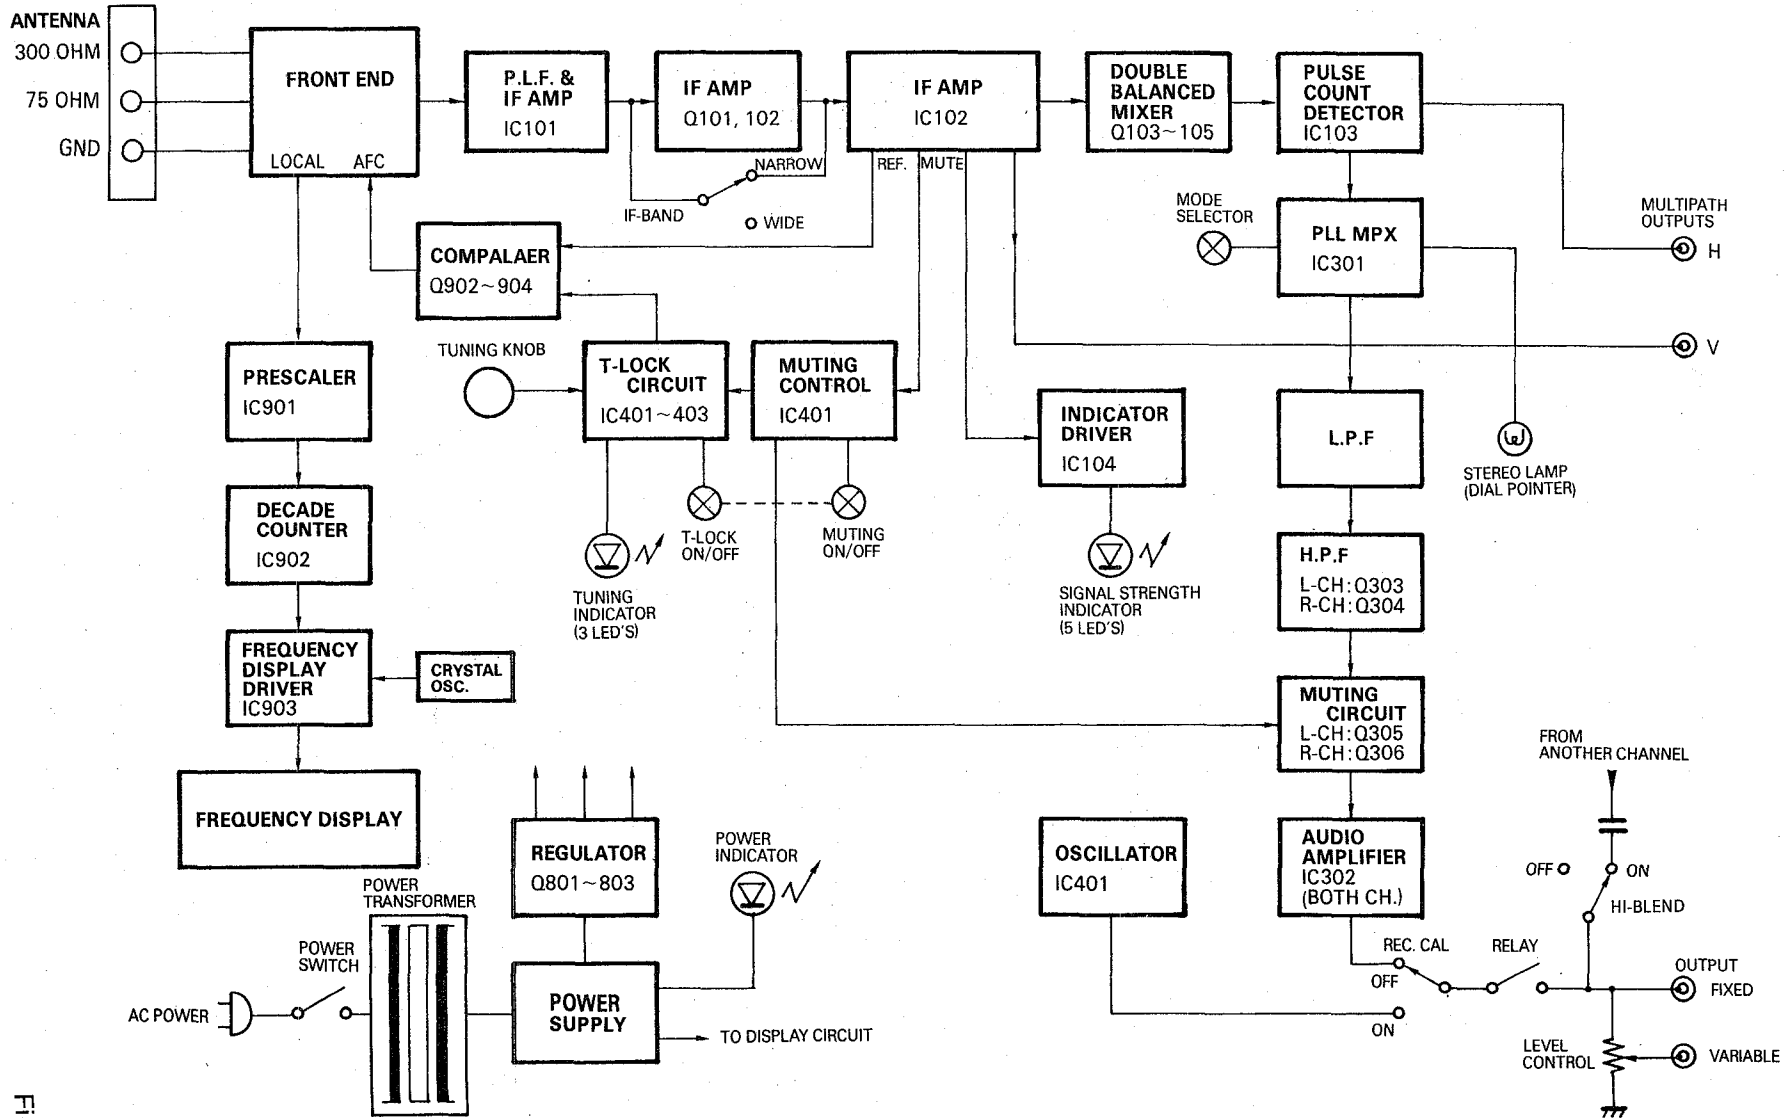 ANTENNA
300 OHM
75 OHM
GND
FRONT END
LOCAL
AFC
P.L.F. &
IF AMP
IC101
IF AMP
Q101, 102
IF AMP
IC102
DOUBLE
BALANCED
MIXER
Q103~105
PULSE
COUNT
DETECTOR
IC103
NARROW
IF-BAND
WIDE
REF.
MUTE
MODE
SELECTOR
PLL MPX
IC301
MULTIPATH
OUTPUTS
H
V
COMPALAER
Q902~904
PRESCALER
IC901
TUNING KNOB
T-LOCK
CIRCUIT
IC401~403
MUTING
CONTROL
IC401
INDICATOR
DRIVER
IC104
L.P.F
STEREO LAMP
(DIAL POINTER)
DECADE
COUNTER
IC902
T-LOCK
ON/OFF
MUTING
ON/OFF
TUNING
INDICATOR
(3 LED'S)
SIGNAL STRENGTH
INDICATOR
(5 LED'S)
H.P.F
L-CH:Q303
R-CH:Q304
FREQUENCY
DISPLAY
DRIVER
IC903
CRYSTAL
OSC.
MUTING
CIRCUIT
L-CH:Q305
R-CH:Q306
FREQUENCY DISPLAY
FROM
ANOTHER CHANNEL
REGULATOR
Q801~803
POWER
INDICATOR
OSCILLATOR
IC401
AUDIO
AMPLIFIER
IC302
(BOTH CH.)
OFF
ON
HI-BLEND
POWER
TRANSFORMER
POWER
SWITCH
AC POWER
POWER
SUPPLY
TO DISPLAY CIRCUIT
REC. CAL
OFF
ON
RELAY
OUTPUT
FIXED
LEVEL
CONTROL
VARIABLE
Fi